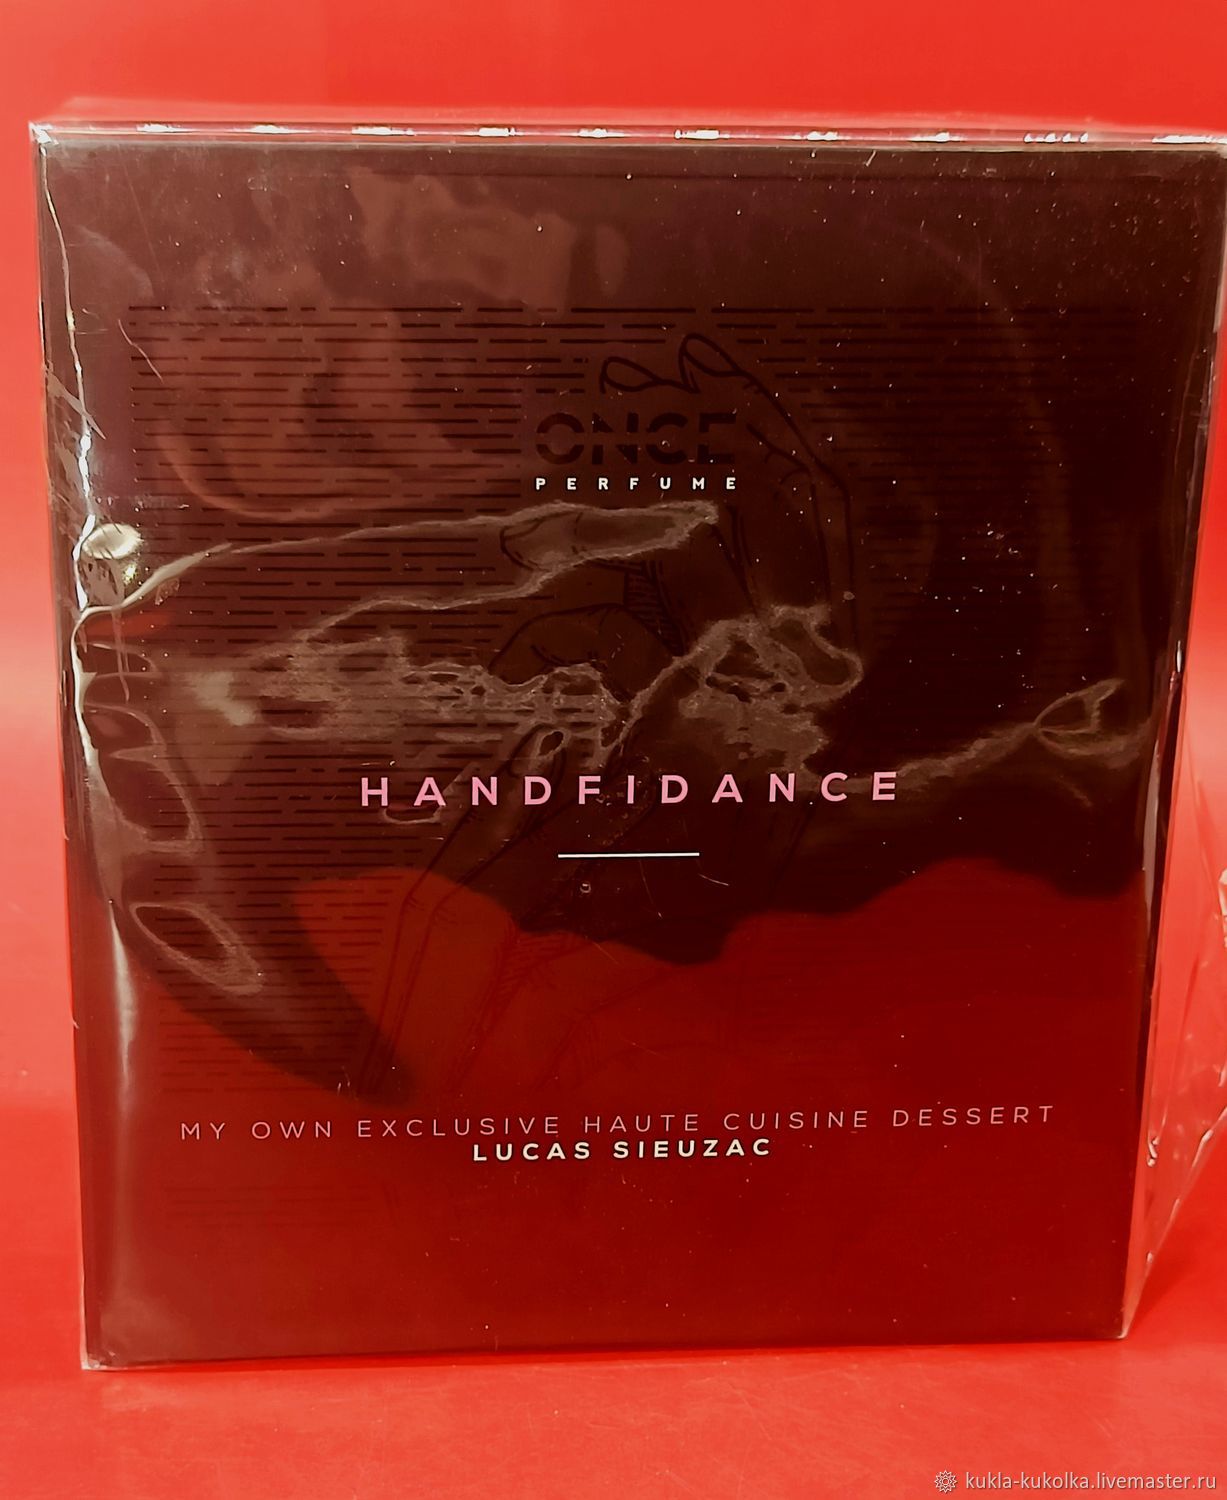 ONCE
PERFUME
HANDFIDANCE
MY OWN EXCLUSIVE HAUTE CUISINE DESSERT
LUCAS SIEUZAC
kukla-kukolka.livemaster.ru